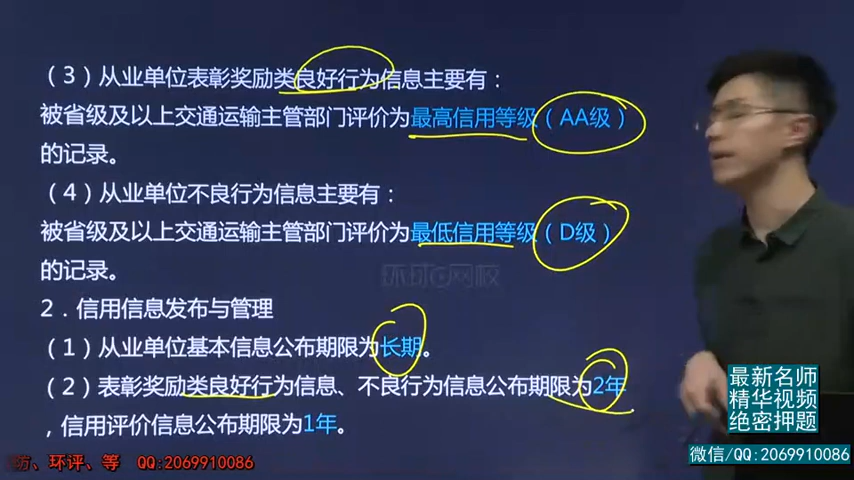 （3）从业单位表彰奖励类良好行为信息主要有：
被省级及以上交通运输主管部门评价为最高信用等级（AA级）
的记录。
（4）从业单位不良行为信息主要有：
被省级及以上交通运输主管部门评价为最低信用等级（D级）
的记录。
环球网校
2．信用信息发布与管理
（1）从业单位基本信息公布期限为长期。
（2）表彰奖励类良好行为信息、不良行为信息公布期限为2年
，信用评价信息公布期限为1年。
最新名师
精华视频
绝密押题
微信/QQ:2069910086
、环评、等 QQ:2069910086